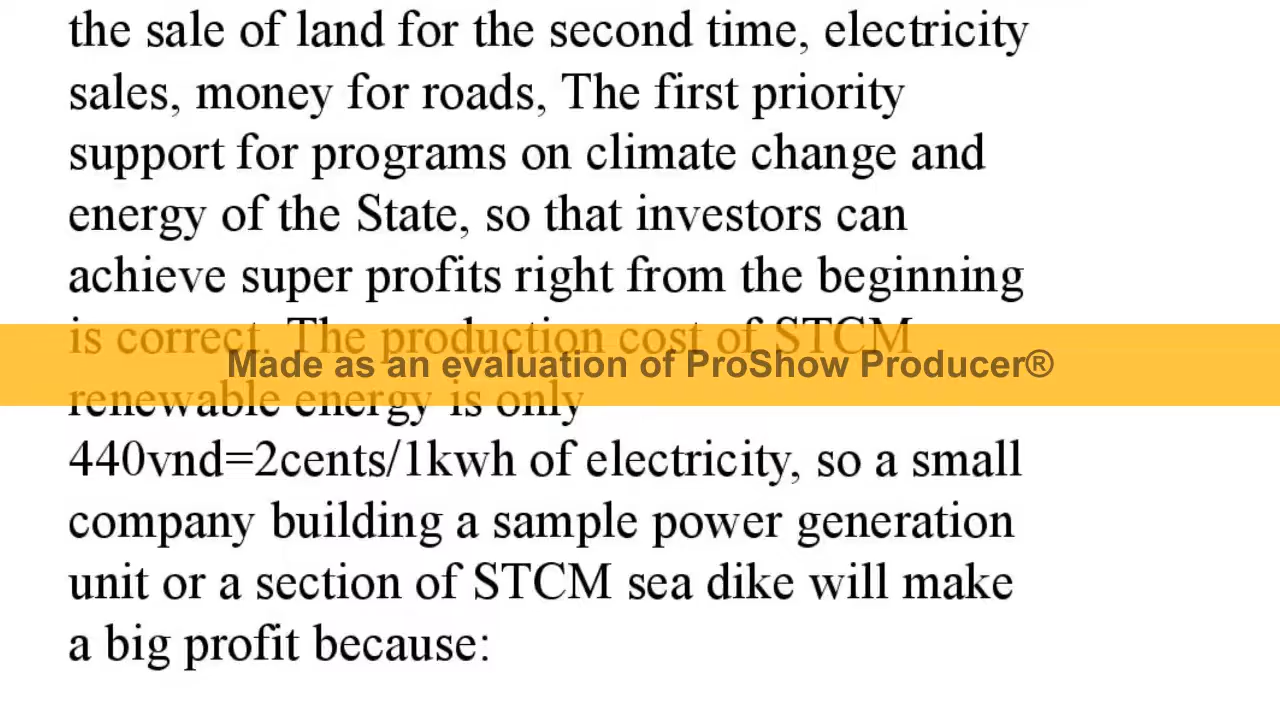 the sale of land for the second time, electricity
sales, money for roads, The first priority
support for programs on climate change and
energy of the State, so that investors can
achieve super profits right from the beginning
is correct. The production cost of STCM
Made as an evaluation of ProShow Producer®
renewable energy is only
440vnd=2cents/1kwh of electricity, so a small
company building a sample power generation
unit or a section of STCM sea dike will make
a big profit because: